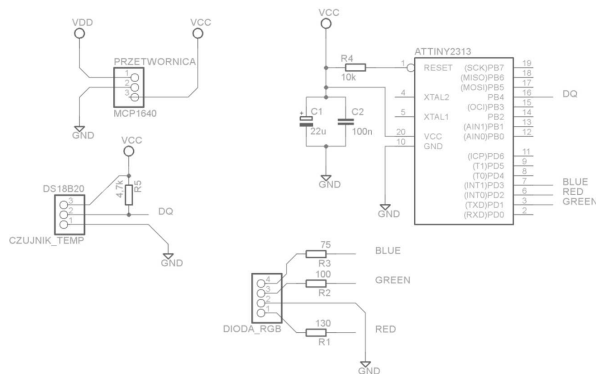 VDD
VCC
PRZETWORNICA
1
2
3
MCP1640
GND
VCC
DS18B20
4.7k
R5
3
2
1
DQ
CZUJNIK_TEMP
GND
VCC
R4
10k
C1
22u
C2
100n
GND
GND
ATTINY2313
1
RESET
4
XTAL2
5
XTAL1
20
VCC
10
GND
(SCK)PB7
19
(MISO)PB6
18
(MOSI)PB5
17
PB4
16
DQ
(OCI)PB3
15
PB2
14
(AIN1)PB1
13
(AIN0)PB0
12
(ICP)PD6
11
(T1)PD5
9
(T0)PD4
8
(INT1)PD3
7
BLUE
(INT0)PD2
6
RED
(TXD)PD1
3
GREEN
(RXD)PD0
2
75
R3
BLUE
100
R2
GREEN
4
3
2
1
DIODA_RGB
130
R1
RED
GND